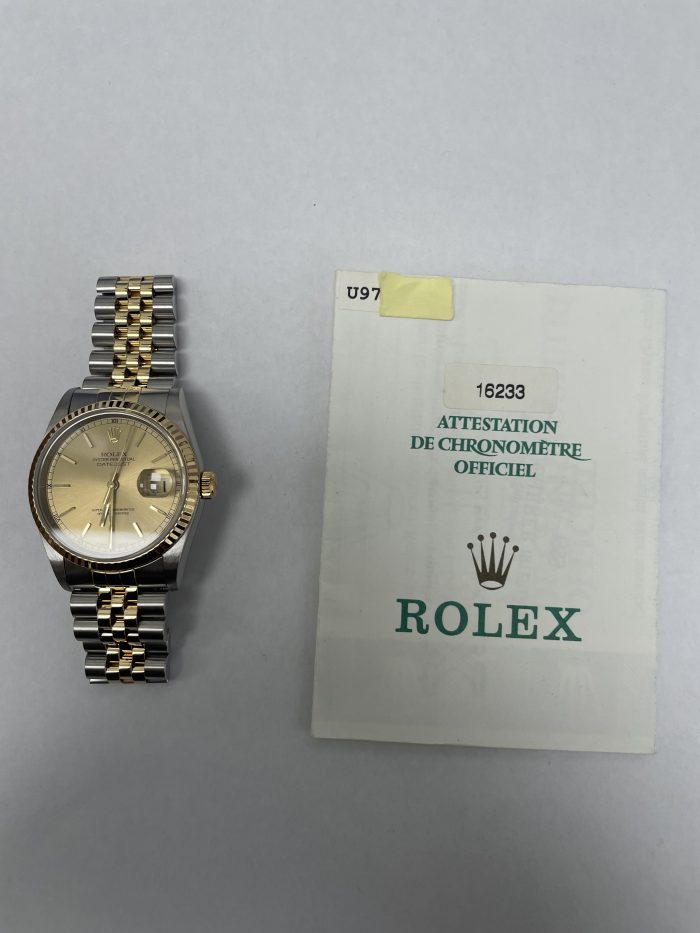 ROLEX
OYSTER PERPETUAL
DATEJUST
U97
16233
ATTESTATION
DE CHRONOMÈTRE
OFFICIEL
ROLEX